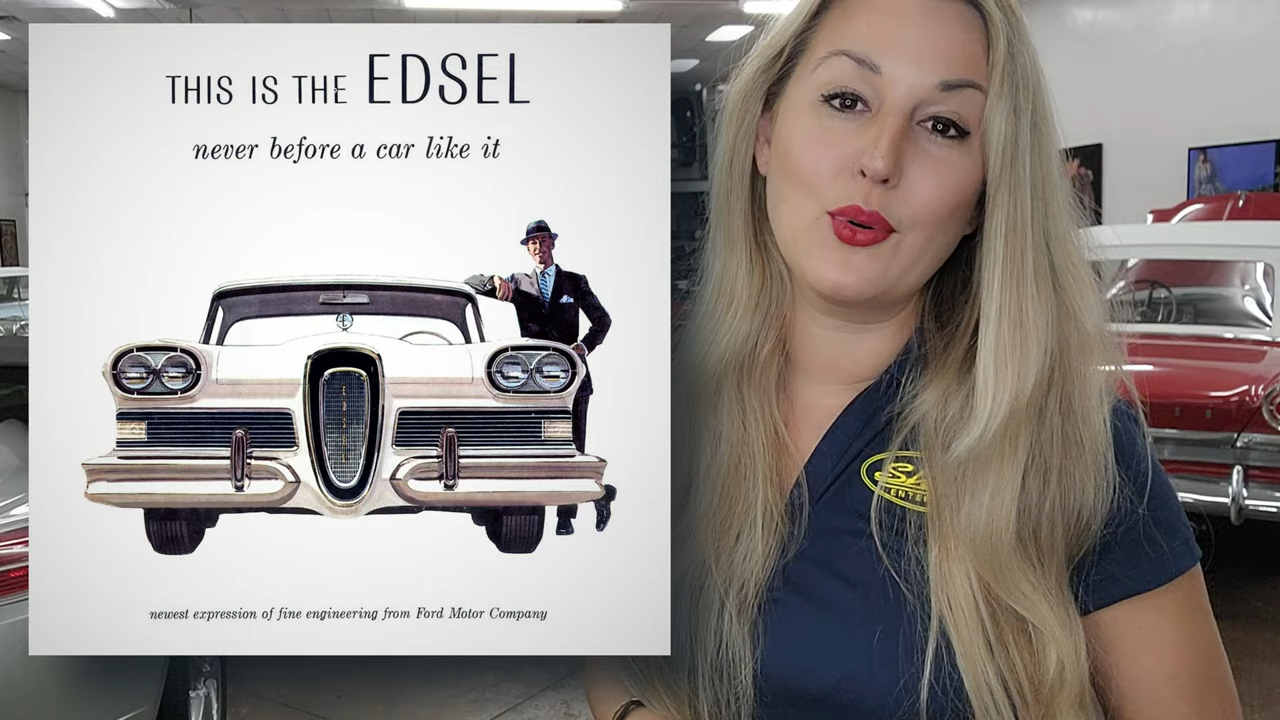 THIS IS THE EDSEL
never before a car like it
newest expression of fine engineering from Ford Motor Company